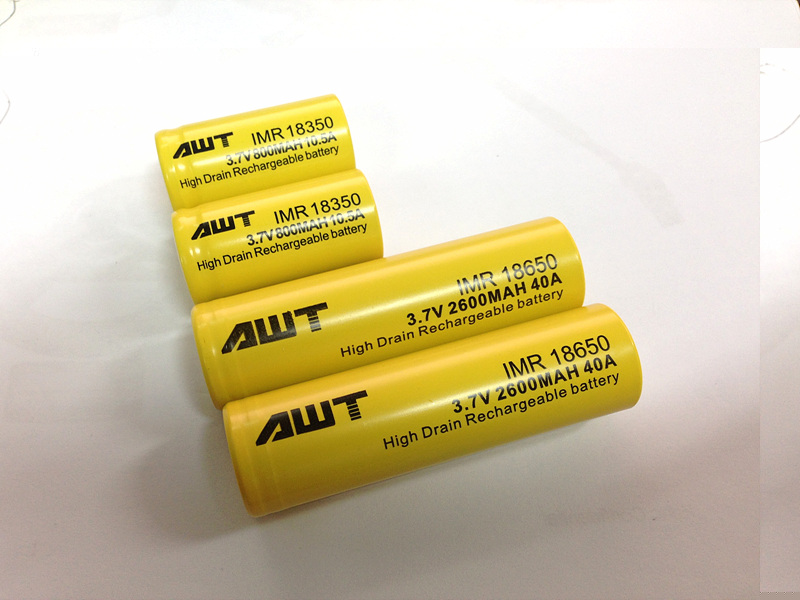 AWT IMR 18350
3.7V 800MAH 10.5A
High Drain Rechargeable battery
AWT IMR 18350
3.7V 800MAH 10.5A
High Drain Rechargeable battery
AWT IMR 18650
3.7V 2600MAH 40A
High Drain Rechargeable battery
AWT IMR 18650
3.7V 2600MAH 40A
High Drain Rechargeable battery